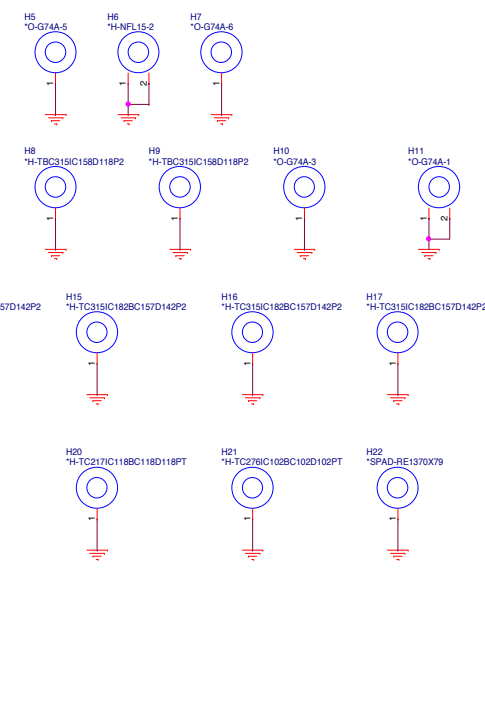 H5
*O-G74A-5
1
H6
*H-NFL15-2
1
2
H7
*O-G74A-6
1
H8
*H-TBC315IC158D118P2
1
H9
*H-TBC315IC158D118P2
1
H10
*O-G74A-3
1
H11
*O-G74A-1
1
2
57D142P2
H15
*H-TC315IC182BC157D142P2
1
H16
*H-TC315IC182BC157D142P2
1
H17
*H-TC315IC182BC157D142P2
1
H20
*H-TC217IC118BC118D118PT
1
H21
*H-TC276IC102BC102D102PT
1
H22
*SPAD-RE1370X79
1